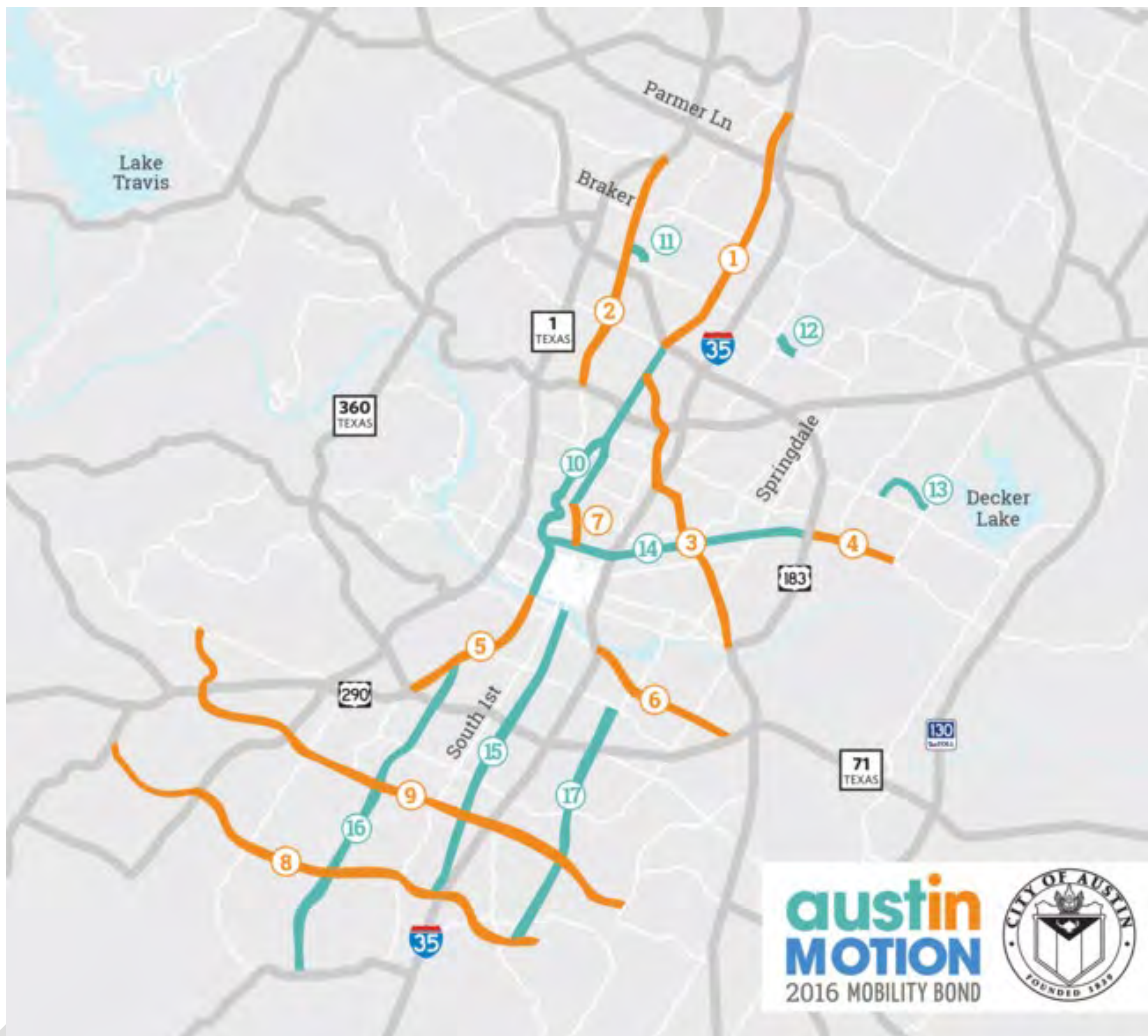 Parmer Ln
Lake
Travis
Braker
11
1
2
1
TEXAS
35
12
360
TEXAS
Springdale
10
13
Decker
Lake
7
14
3
4
183
5
290
6
South 1st
15
130
71
TEXAS
17
9
16
8
35
austin
MOTION
2016 MOBILITY BOND
CITY OF AUSTIN
FOUNDED 1839